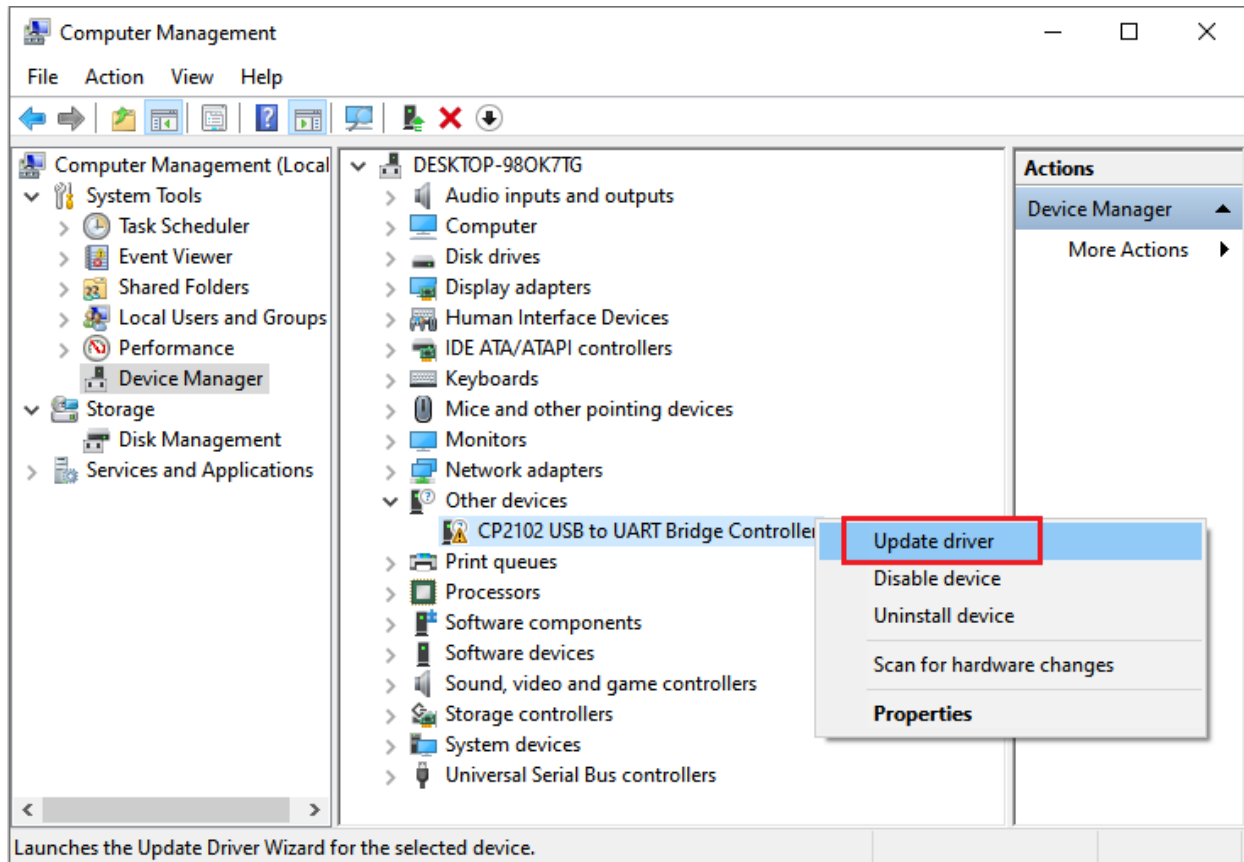 Computer Management
File Action View Help
Computer Management (Local
System Tools
Task Scheduler
Event Viewer
Shared Folders
Local Users and Groups
Performance
Device Manager
Storage
Disk Management
Services and Applications
DESKTOP-98OK7TG
Audio inputs and outputs
Computer
Disk drives
Display adapters
Human Interface Devices
IDE ATA/ATAPI controllers
Keyboards
Mice and other pointing devices
Monitors
Network adapters
Other devices
CP2102 USB to UART Bridge Controller
Print queues
Processors
Software components
Software devices
Sound, video and game controllers
Storage controllers
System devices
Universal Serial Bus controllers
Update driver
Disable device
Uninstall device
Scan for hardware changes
Properties
Actions
Device Manager
More Actions
Launches the Update Driver Wizard for the selected device.